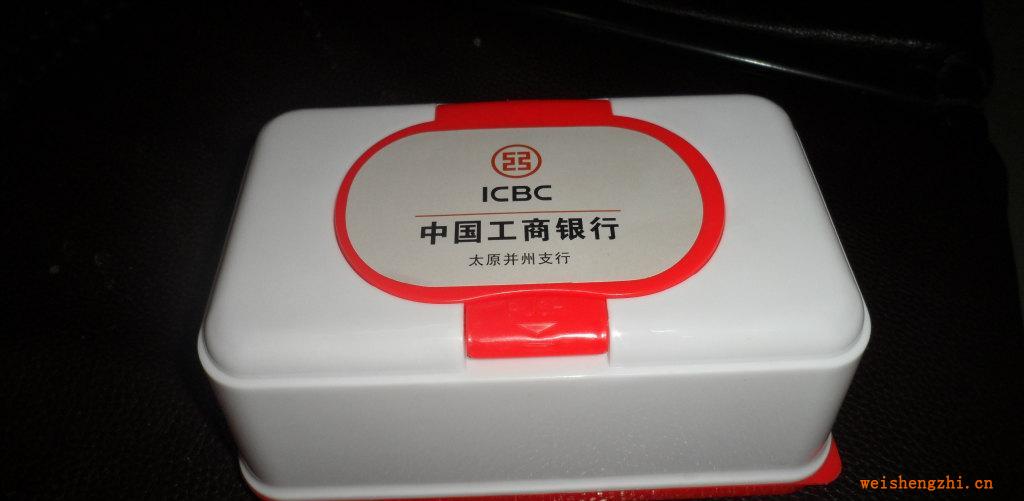 ICBC
中国工商银行
太原并州支行
weishengzhi.cn